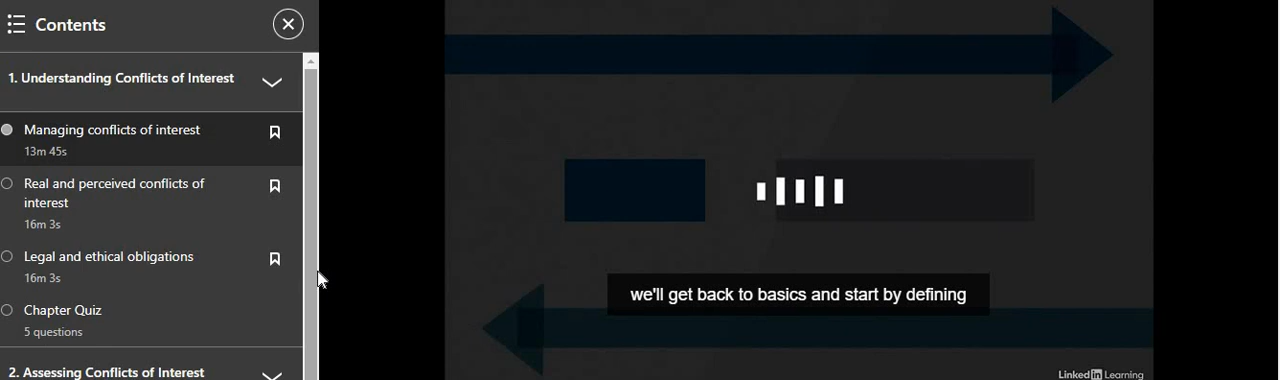 Contents
1. Understanding Conflicts of Interest
Managing conflicts of interest
13m 45s
Real and perceived conflicts of
interest
16m 3s
Legal and ethical obligations
16m 3s
Chapter Quiz
5 questions
2. Assessing Conflicts of Interest
we'll get back to basics and start by defining
LinkedIn Learning